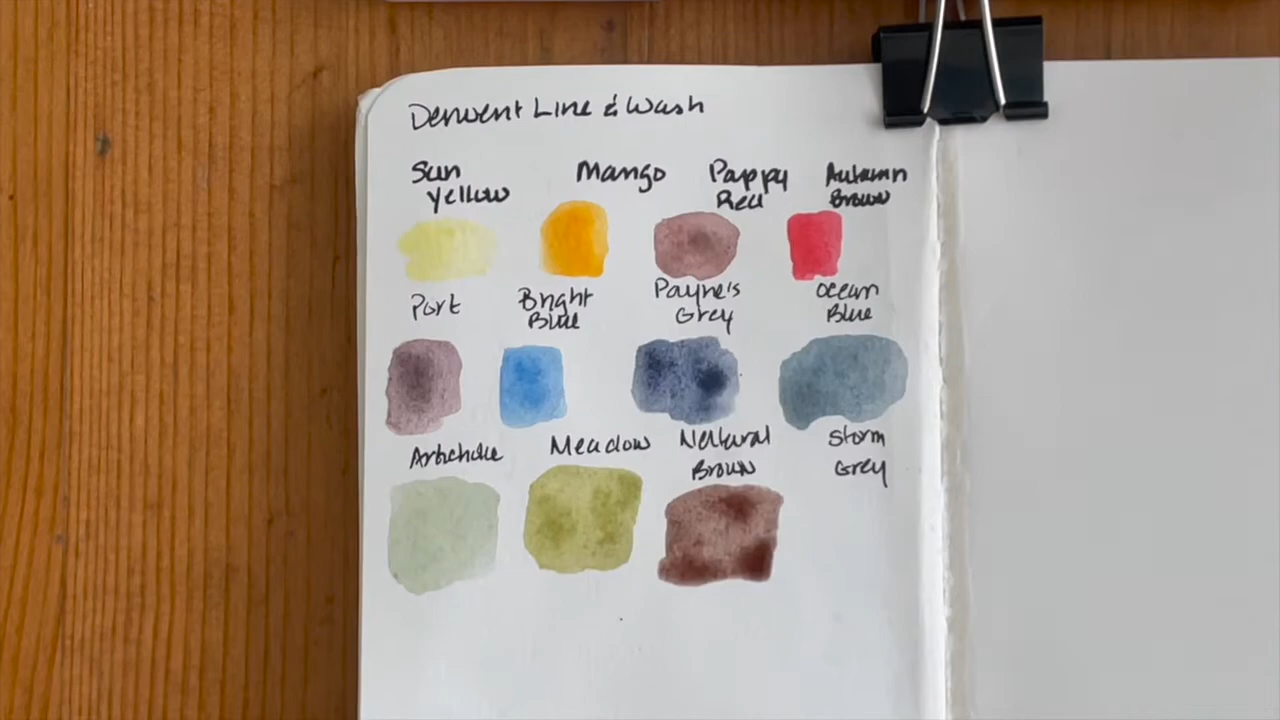 Derwent Line & Wash
Sun Mango Poppy Autumn
Yellow Red Brown
Port Bright Payne's Ocean
Blue Grey Blue
Artichoke Meadow Natural Storm
Brown Grey